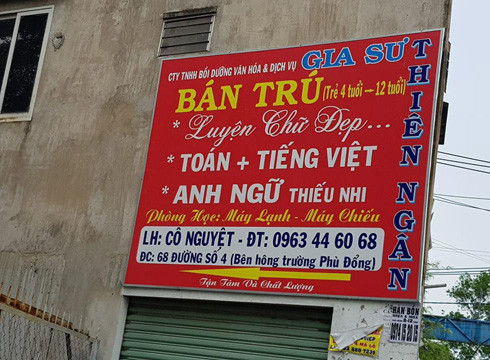 CTY TNHH BỒI DƯỠNG VĂN HÓA & DỊCH VỤ GIA SƯ
THIÊN NGÂN
BÁN TRÚ (Trẻ 4 tuổi → 12 tuổi)
* Luyện Chữ Đẹp...
* TOÁN + TIẾNG VIỆT
* ANH NGỮ THIẾU NHI
Phòng Học: Máy Lạnh - Máy Chiếu
LH: CÔ NGUYỆT - ĐT: 0963 44 60 68
ĐC: 68 ĐƯỜNG SỐ 4 (Bên hông trường Phù Đổng)
Tận Tâm Và Chất Lượng